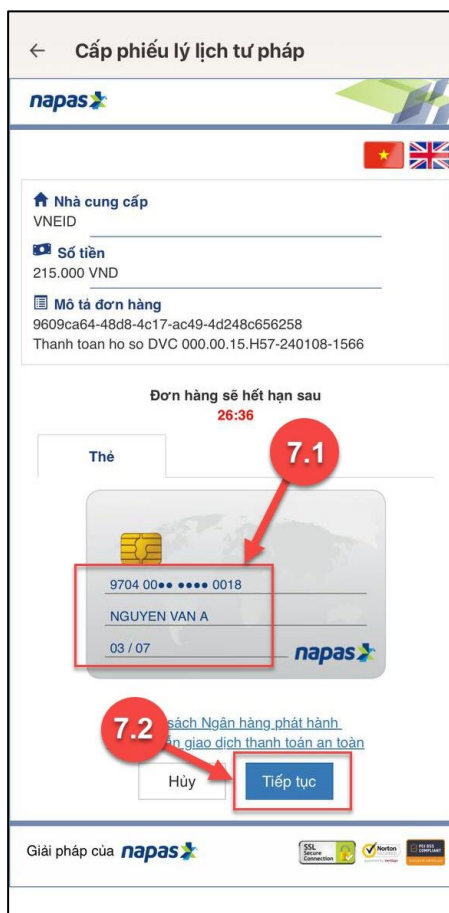 ← Cấp phiếu lý lịch tư pháp
napas
Nhà cung cấp
VNEID
Số tiền
215.000 VND
Mô tả đơn hàng
9609ca64-48d8-4c17-ac49-4d248c656258
Thanh toan ho so DVC 000.00.15.H57-240108-1566
Đơn hàng sẽ hết hạn sau
26:36
Thẻ
7.1
9704 00●● ●●●● 0018
NGUYEN VAN A
03 / 07
napas
sách Ngân hàng phát hành
7.2
giao dịch thanh toán an toàn
Hủy
Tiếp tục
Giải pháp của napas
SSL
Secure
Connection
Norton